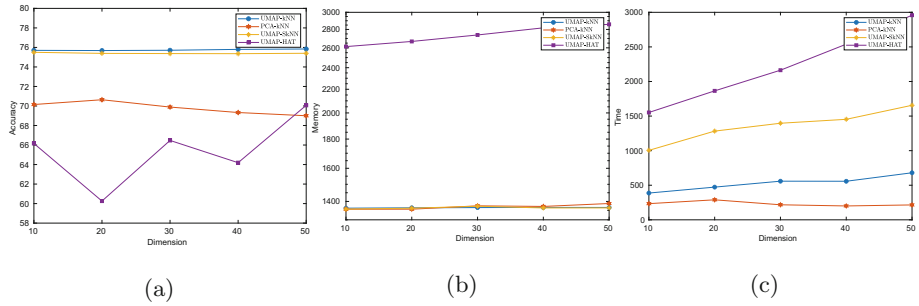 82
80
78
76
74
72
70
68
66
64
62
60
58
10
20
30
40
50
Dimension
Accuracy
UMAP-kNN
PCA-kNN
UMAP-SkNN
UMAP-HAT
(a)
3000
2800
2600
2400
2200
2000
1800
1600
1400
10
20
30
40
50
Dimension
Memory
UMAP-kNN
PCA-kNN
UMAP-SkNN
UMAP-HAT
(b)
3000
2500
2000
1500
1000
500
0
10
20
30
40
50
Dimension
Time
UMAP-kNN
PCA-kNN
UMAP-SkNN
UMAP-HAT
(c)